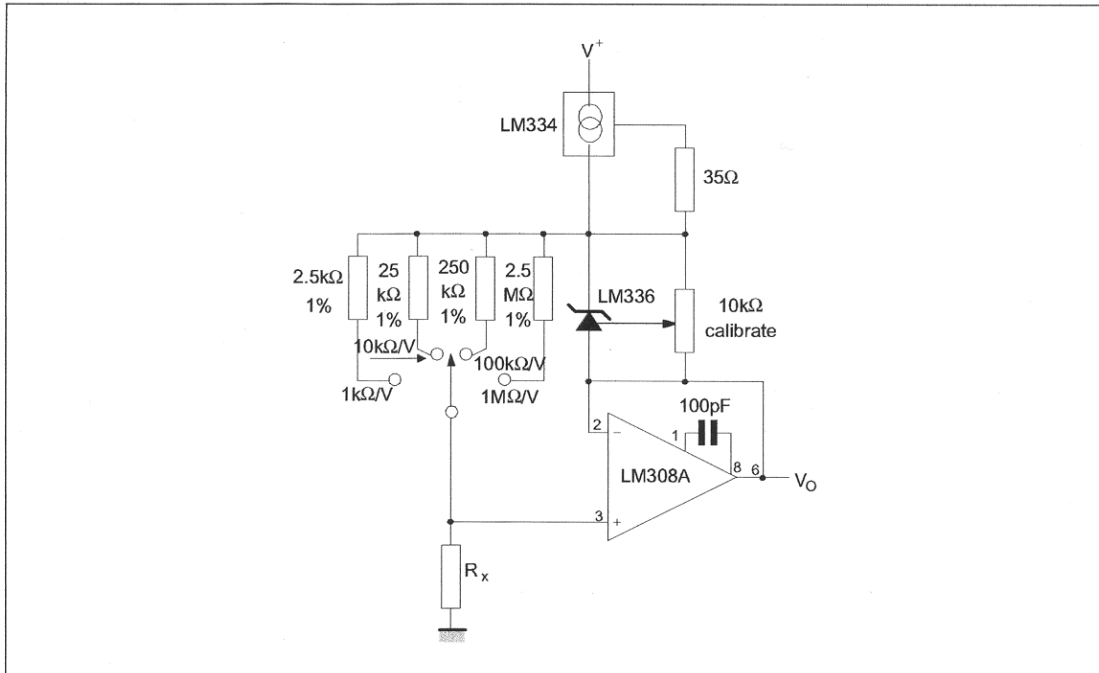 V+
LM334
35Ω
2.5kΩ
1%
25
kΩ
1%
250
kΩ
1%
2.5
MΩ
1%
LM336
10kΩ
calibrate
10kΩ/V
100kΩ/V
1kΩ/V
1MΩ/V
100pF
2
1
−
LM308A
8
6
VO
3
+
Rx